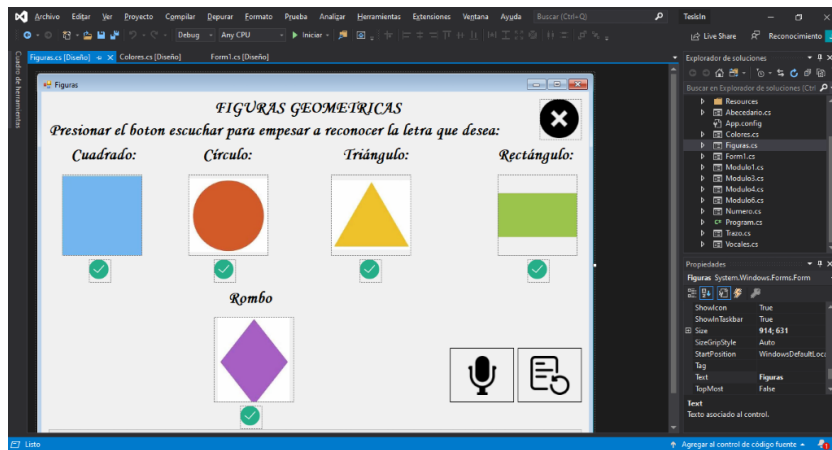 Archivo Editar Ver Proyecto Compilar Depurar Formato Prueba Analizar Herramientas Extensiones Ventana Ayuda Buscar (Ctrl+Q) TesisIn
Debug Any CPU Iniciar Live Share Reconocimiento
Figuras.cs [Diseño] Colores.cs [Diseño] Form1.cs [Diseño]
Cuadro de herramientas
Figuras
FIGURAS GEOMETRICAS
Presionar el boton escuchar para empesar a reconocer la letra que desea:
Cuadrado: Círculo: Triángulo: Rectángulo:
Rombo
Explorador de soluciones
Buscar en Explorador de soluciones (Ctrl
Resources
Abecedario.cs
App.config
Colores.cs
Figuras.cs
Form1.cs
Modulo1.cs
Modulo3.cs
Modulo4.cs
Modulo6.cs
Numero.cs
C# Program.cs
Trazo.cs
Vocales.cs
Propiedades
Figuras System.Windows.Forms.Form
ShowIcon True
ShowInTaskbar True
Size 914; 631
SizeGripStyle Auto
StartPosition WindowsDefaultLoca
Tag
Text Figuras
TopMost False
Text
Texto asociado al control.
Listo Agregar al control de código fuente